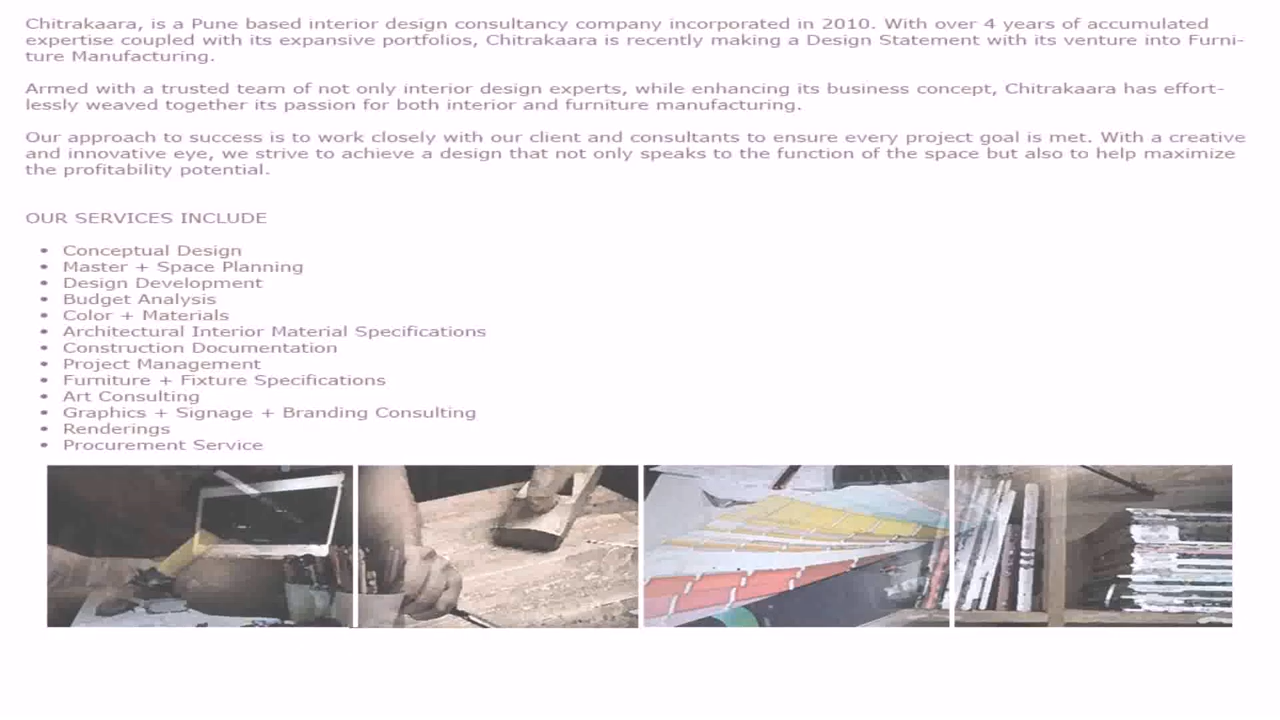 Chitrakaara, is a Pune based interior design consultancy company incorporated in 2010. With over 4 years of accumulated
expertise coupled with its expansive portfolios, Chitrakaara is recently making a Design Statement with its venture into Furni-
ture Manufacturing.
Armed with a trusted team of not only interior design experts, while enhancing its business concept, Chitrakaara has effort-
lessly weaved together its passion for both interior and furniture manufacturing.
Our approach to success is to work closely with our client and consultants to ensure every project goal is met. With a creative
and innovative eye, we strive to achieve a design that not only speaks to the function of the space but also to help maximize
the profitability potential.
OUR SERVICES INCLUDE
• Conceptual Design
• Master + Space Planning
• Design Development
• Budget Analysis
• Color + Materials
• Architectural Interior Material Specifications
• Construction Documentation
• Project Management
• Furniture + Fixture Specifications
• Art Consulting
• Graphics + Signage + Branding Consulting
• Renderings
• Procurement Service